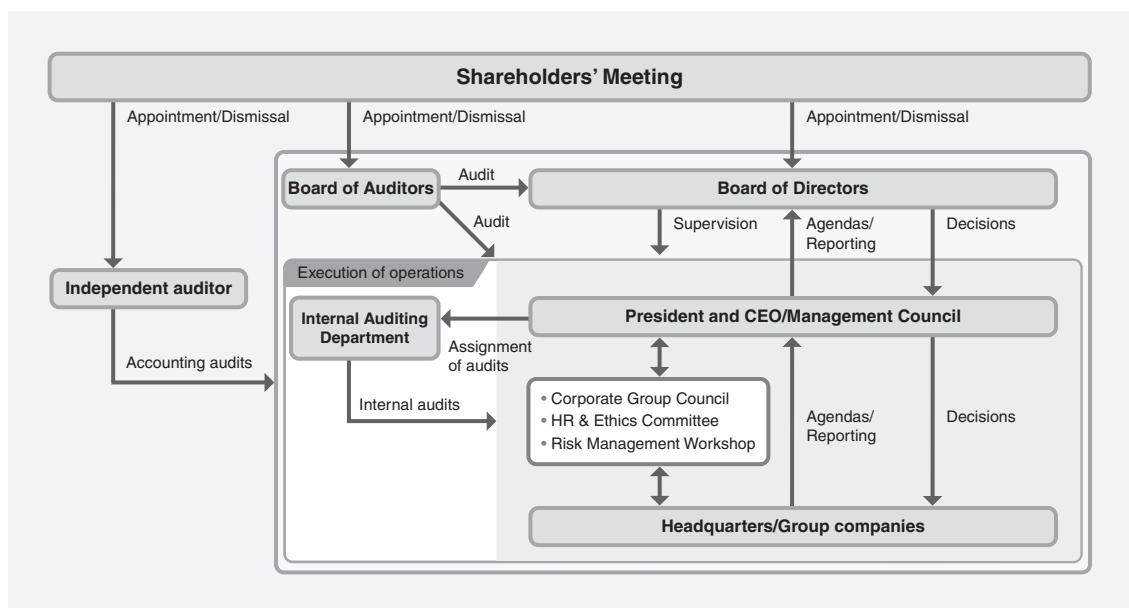 Shareholders’ Meeting
Appointment/Dismissal
Appointment/Dismissal
Appointment/Dismissal
Board of Auditors
Audit
Board of Directors
Audit
Supervision
Agendas/
Reporting
Decisions
Execution of operations
Independent auditor
Internal Auditing
Department
President and CEO/Management Council
Assignment
of audits
Accounting audits
Internal audits
• Corporate Group Council
• HR & Ethics Committee
• Risk Management Workshop
Agendas/
Reporting
Decisions
Headquarters/Group companies